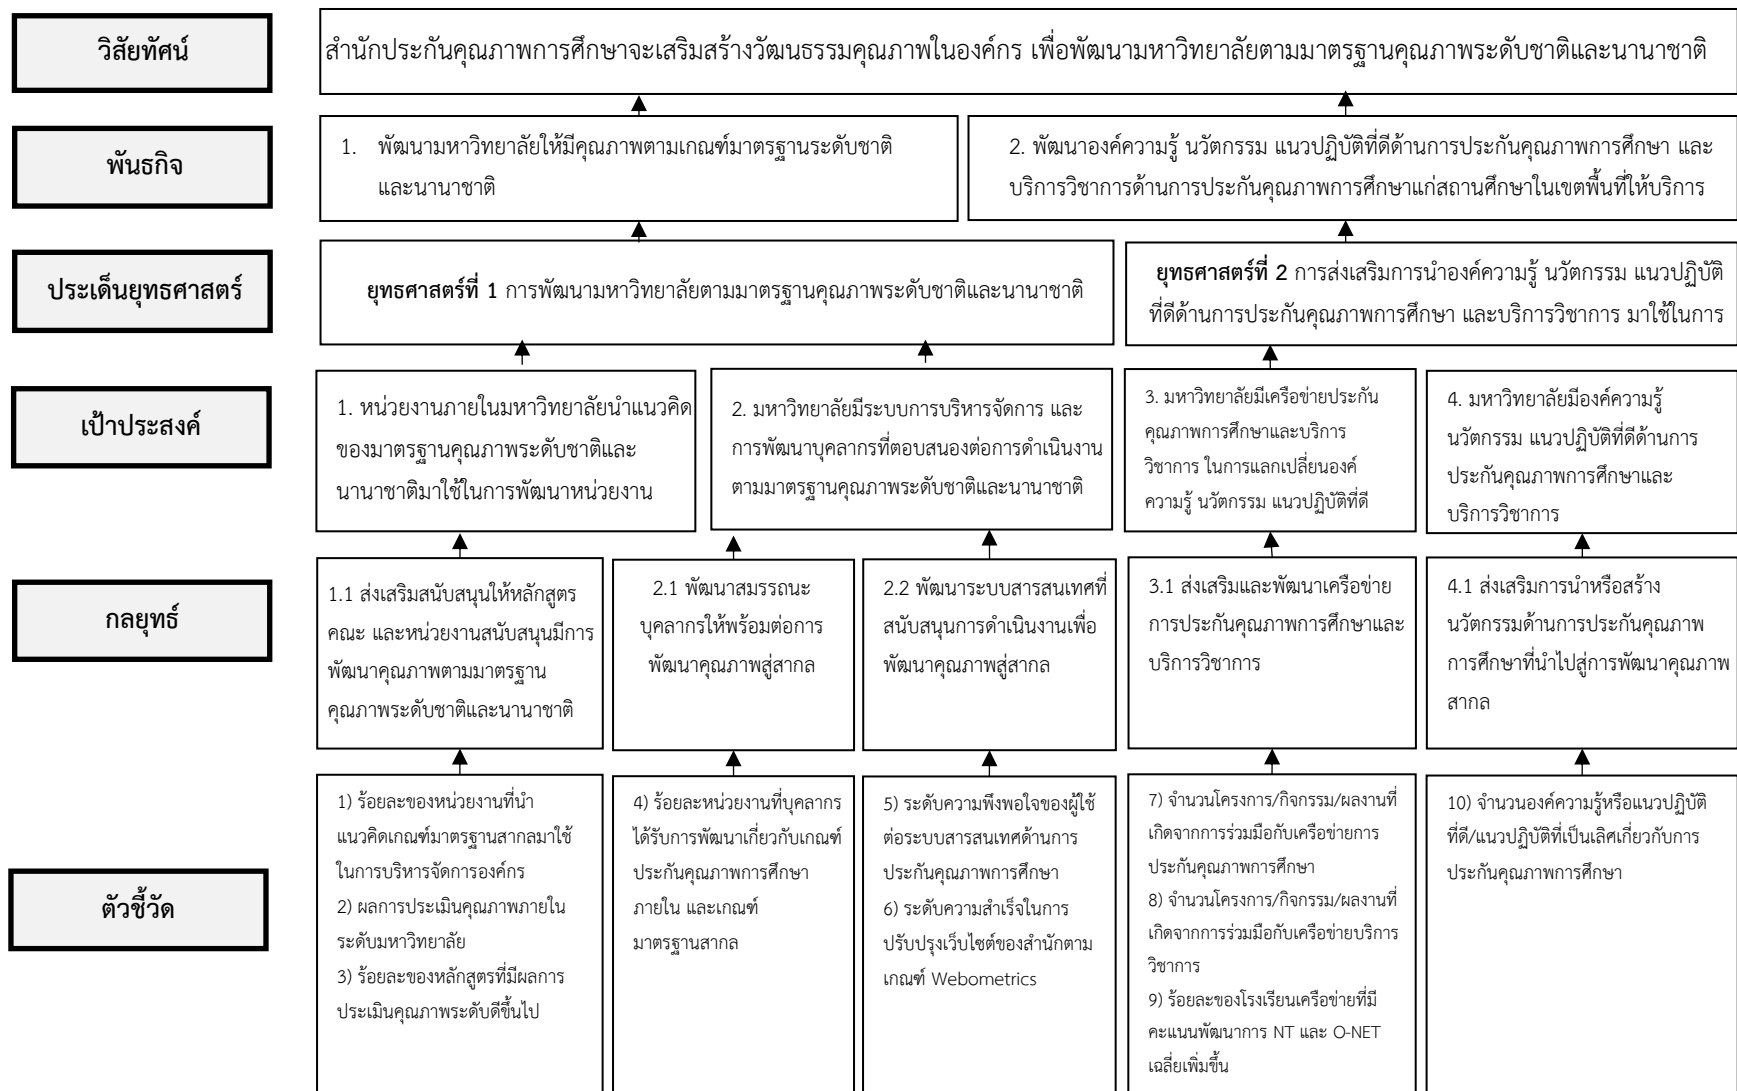 วิสัยทัศน์
สำนักประกันคุณภาพการศึกษาจะเสริมสร้างวัฒนธรรมคุณภาพในองค์กร เพื่อพัฒนามหาวิทยาลัยตามมาตรฐานคุณภาพระดับชาติและนานาชาติ
พันธกิจ
1. พัฒนามหาวิทยาลัยให้มีคุณภาพตามเกณฑ์มาตรฐานระดับชาติ
และนานาชาติ
2. พัฒนาองค์ความรู้ นวัตกรรม แนวปฏิบัติที่ดีด้านการประกันคุณภาพการศึกษา และ
บริการวิชาการด้านการประกันคุณภาพการศึกษาแก่สถานศึกษาในเขตพื้นที่ให้บริการ
ประเด็นยุทธศาสตร์
ยุทธศาสตร์ที่ 1 การพัฒนามหาวิทยาลัยตามมาตรฐานคุณภาพระดับชาติและนานาชาติ
ยุทธศาสตร์ที่ 2 การส่งเสริมการนำองค์ความรู้ นวัตกรรม แนวปฏิบัติ
ที่ดีด้านการประกันคุณภาพการศึกษา และบริการวิชาการ มาใช้ในการ
เป้าประสงค์
1. หน่วยงานภายในมหาวิทยาลัยนำแนวคิด
ของมาตรฐานคุณภาพระดับชาติและ
นานาชาติมาใช้ในการพัฒนาหน่วยงาน
2. มหาวิทยาลัยมีระบบการบริหารจัดการ และ
การพัฒนาบุคลากรที่ตอบสนองต่อการดำเนินงาน
ตามมาตรฐานคุณภาพระดับชาติและนานาชาติ
3. มหาวิทยาลัยมีเครือข่ายประกัน
คุณภาพการศึกษาและบริการ
วิชาการ ในการแลกเปลี่ยนองค์
ความรู้ นวัตกรรม แนวปฏิบัติที่ดี
4. มหาวิทยาลัยมีองค์ความรู้
นวัตกรรม แนวปฏิบัติที่ดีด้านการ
ประกันคุณภาพการศึกษาและ
บริการวิชาการ
กลยุทธ์
1.1 ส่งเสริมสนับสนุนให้หลักสูตร
คณะ และหน่วยงานสนับสนุนมีการ
พัฒนาคุณภาพตามมาตรฐาน
คุณภาพระดับชาติและนานาชาติ
2.1 พัฒนาสมรรถนะ
บุคลากรให้พร้อมต่อการ
พัฒนาคุณภาพสู่สากล
2.2 พัฒนาระบบสารสนเทศที่
สนับสนุนการดำเนินงานเพื่อ
พัฒนาคุณภาพสู่สากล
3.1 ส่งเสริมและพัฒนาเครือข่าย
การประกันคุณภาพการศึกษาและ
บริการวิชาการ
4.1 ส่งเสริมการนำหรือสร้าง
นวัตกรรมด้านการประกันคุณภาพ
การศึกษาที่นำไปสู่การพัฒนาคุณภาพ
สากล
ตัวชี้วัด
1) ร้อยละของหน่วยงานที่นำ
แนวคิดเกณฑ์มาตรฐานสากลมาใช้
ในการบริหารจัดการองค์กร
2) ผลการประเมินคุณภาพภายใน
ระดับมหาวิทยาลัย
3) ร้อยละของหลักสูตรที่มีผลการ
ประเมินคุณภาพระดับดีขึ้นไป
4) ร้อยละหน่วยงานที่บุคลากร
ได้รับการพัฒนาเกี่ยวกับเกณฑ์
ประกันคุณภาพการศึกษา
ภายใน และเกณฑ์
มาตรฐานสากล
5) ระดับความพึงพอใจของผู้ใช้
ต่อระบบสารสนเทศด้านการ
ประกันคุณภาพการศึกษา
6) ระดับความสำเร็จในการ
ปรับปรุงเว็บไซต์ของสำนักตาม
เกณฑ์ Webometrics
7) จำนวนโครงการ/กิจกรรม/ผลงานที่
เกิดจากการร่วมมือกับเครือข่ายการ
ประกันคุณภาพการศึกษา
8) จำนวนโครงการ/กิจกรรม/ผลงานที่
เกิดจากการร่วมมือกับเครือข่ายบริการ
วิชาการ
9) ร้อยละของโรงเรียนเครือข่ายที่มี
คะแนนพัฒนาการ NT และ O-NET
เฉลี่ยเพิ่มขึ้น
10) จำนวนองค์ความรู้หรือแนวปฏิบัติ
ที่ดี/แนวปฏิบัติที่เป็นเลิศเกี่ยวกับการ
ประกันคุณภาพการศึกษา